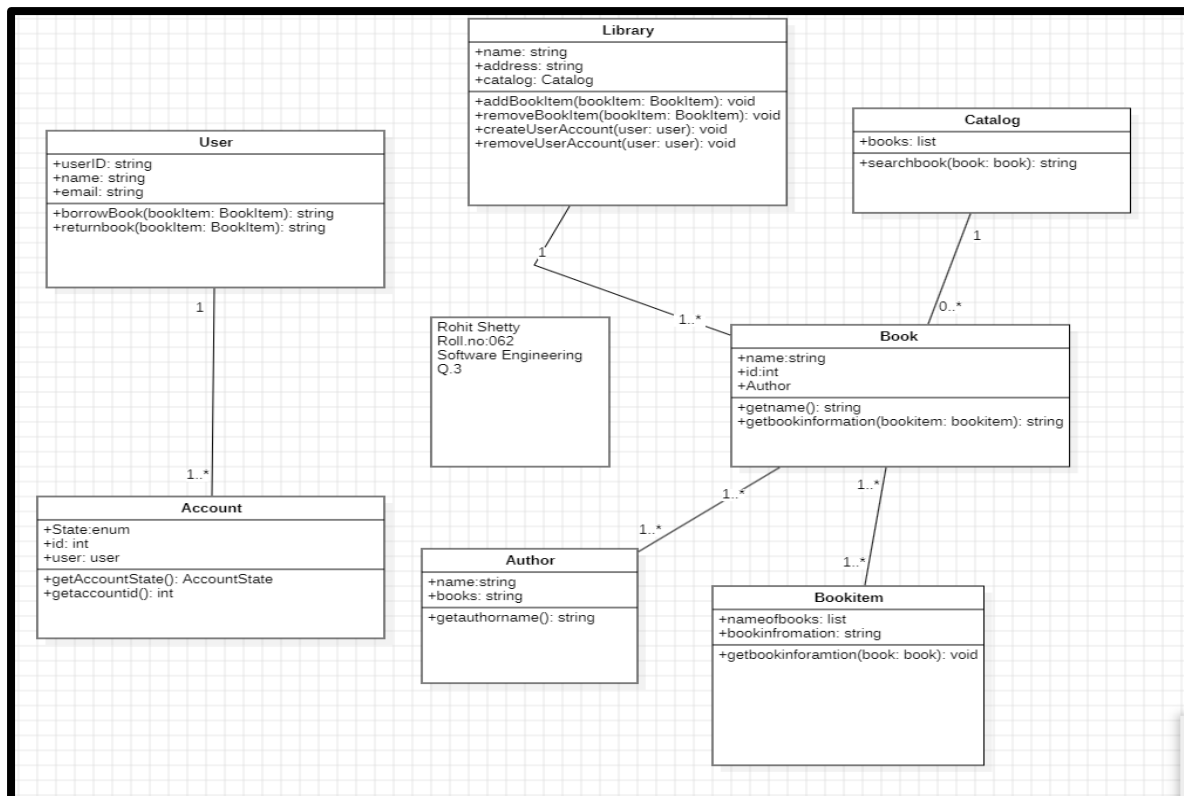 Library
+name: string
+address: string
+catalog: Catalog
+addBookItem(bookItem: BookItem): void
+removeBookItem(bookItem: BookItem): void
+createUserAccount(user: user): void
+removeUserAccount(user: user): void
Catalog
+books: list
+searchbook(book: book): string
User
+userID: string
+name: string
+email: string
+borrowBook(bookItem: BookItem): string
+returnbook(bookItem: BookItem): string
1
1
1
0..*
1..*
Rohit Shetty
Roll.no:062
Software Engineering
Q.3
Book
+name:string
+id:int
+Author
+getname(): string
+getbookinformation(bookitem: bookitem): string
1..*
1..*
1..*
1..*
1..*
Account
+State:enum
+id: int
+user: user
+getAccountState(): AccountState
+getaccountid(): int
Author
+name:string
+books: string
+getauthorname(): string
Bookitem
+nameofbooks: list
+bookinfromation: string
+getbookinforamtion(book: book): void